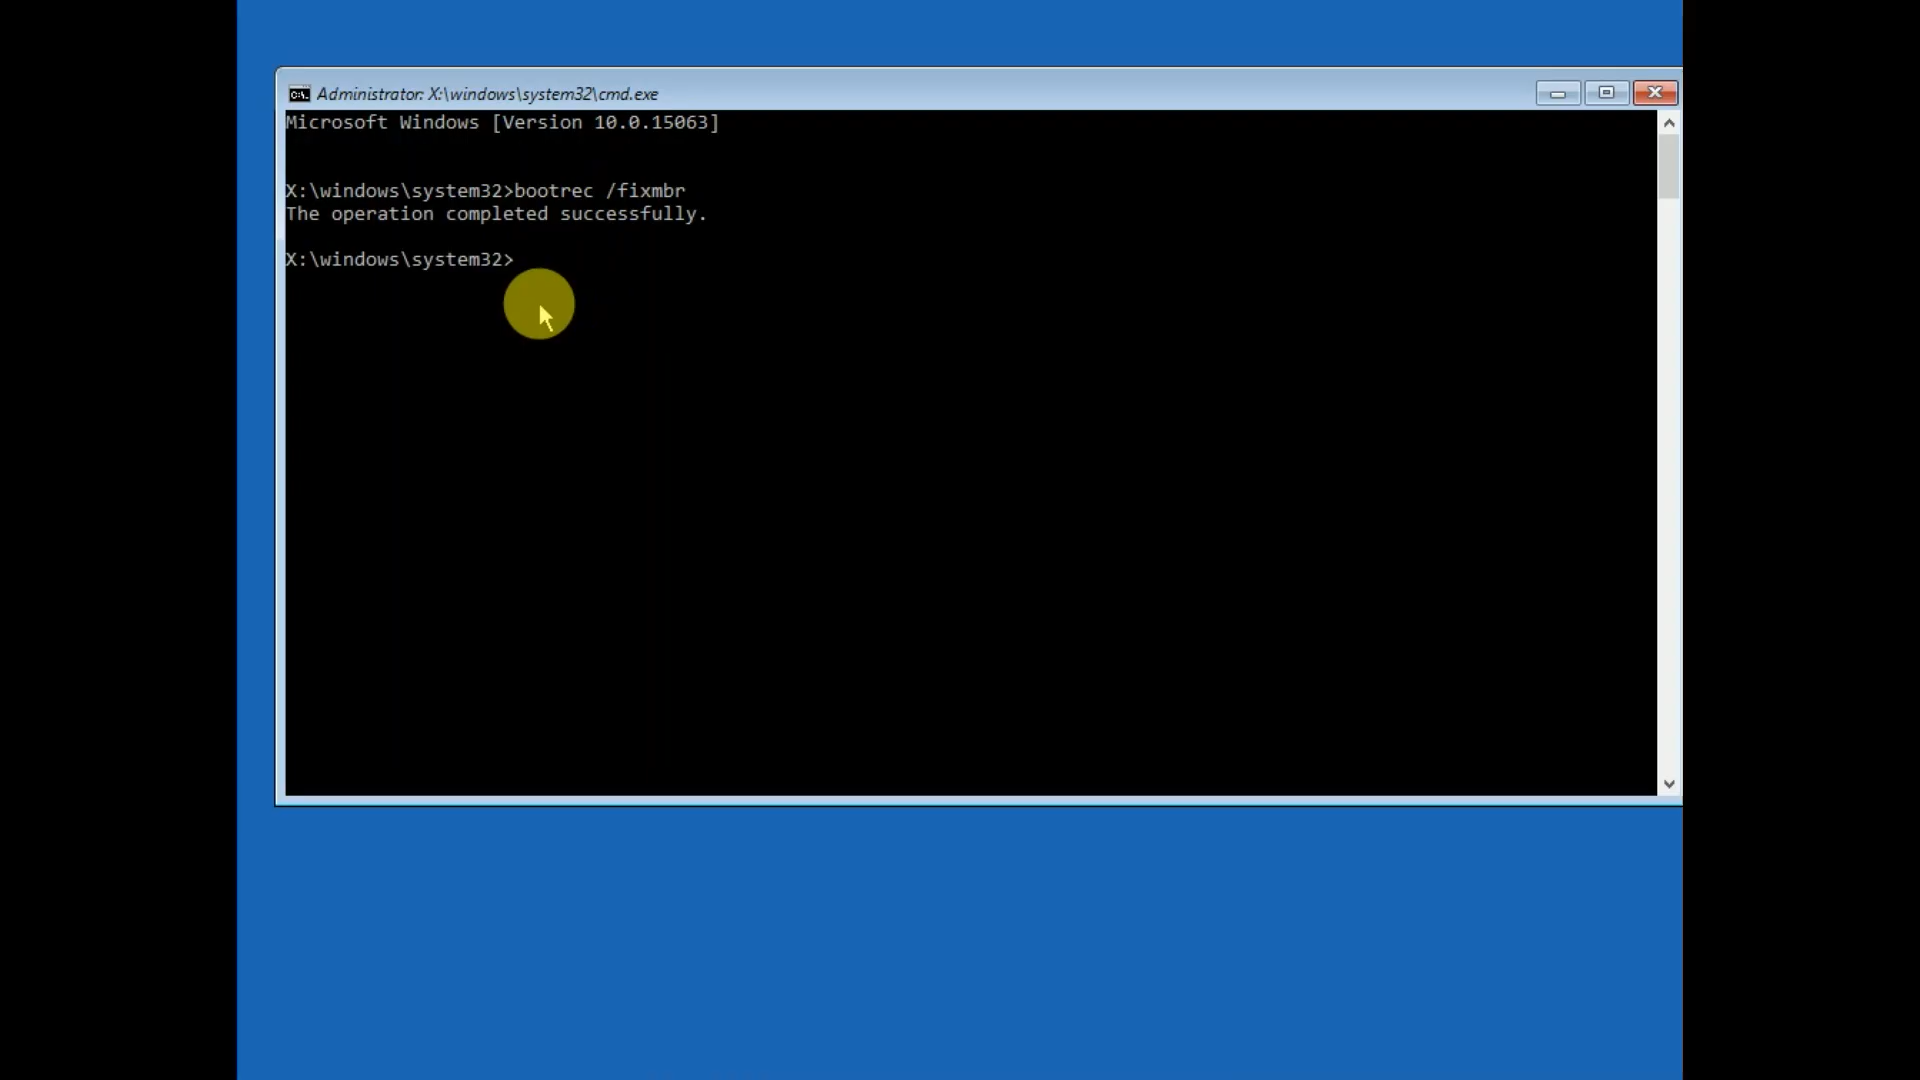 Administrator: X:\windows\system32\cmd.exe
Microsoft Windows [Version 10.0.15063]
X:\windows\system32>bootrec /fixmbr
The operation completed successfully.
X:\windows\system32>